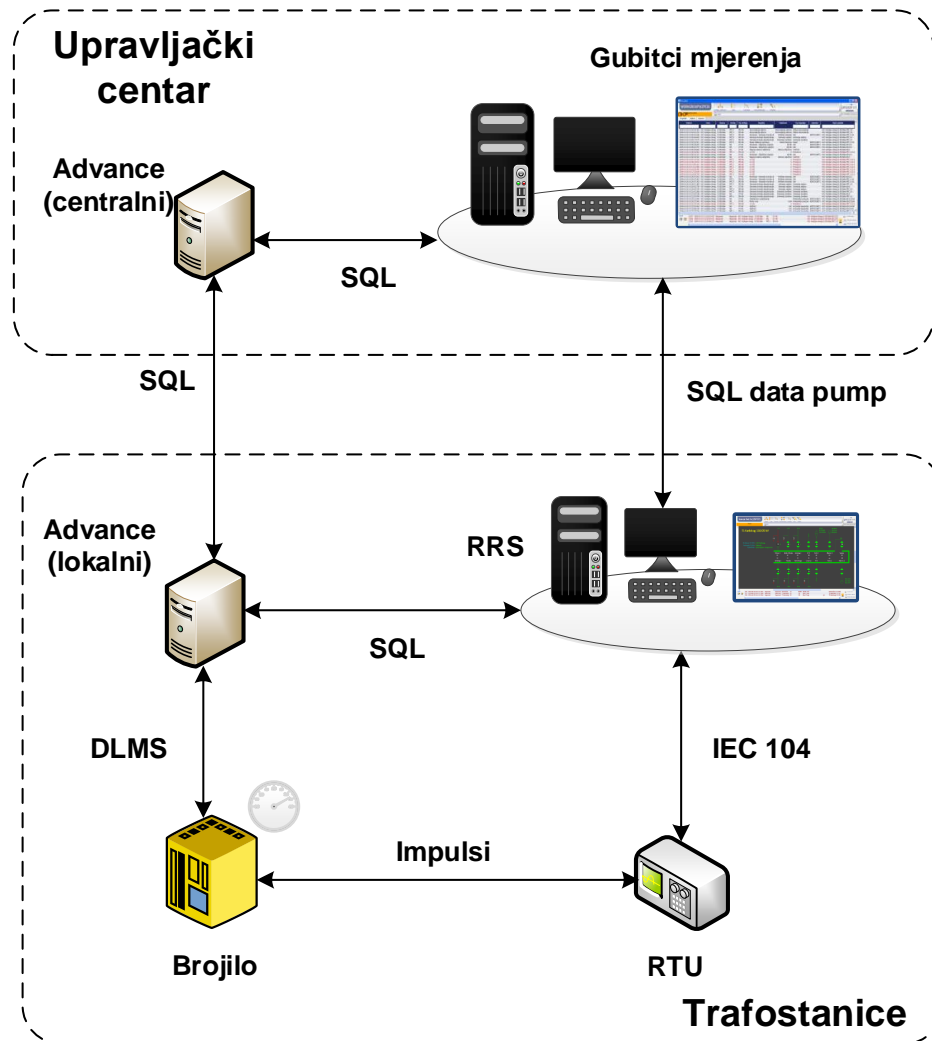 Upravljački
centar
Gubitci mjerenja
Advance
(centralni)
SQL
SQL
SQL data pump
Advance
(lokalni)
RRS
SQL
DLMS
IEC 104
Impulsi
Brojilo
RTU
Trafostanice